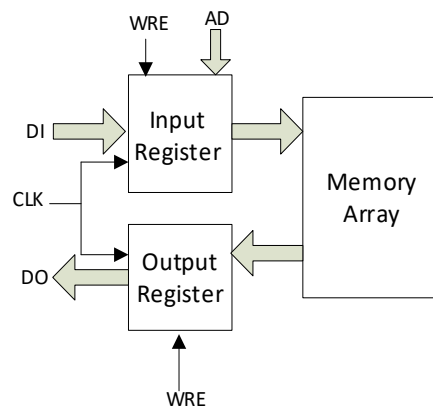 WRE
AD
DI
Input
Register
CLK
Memory
Array
DO
Output
Register
WRE